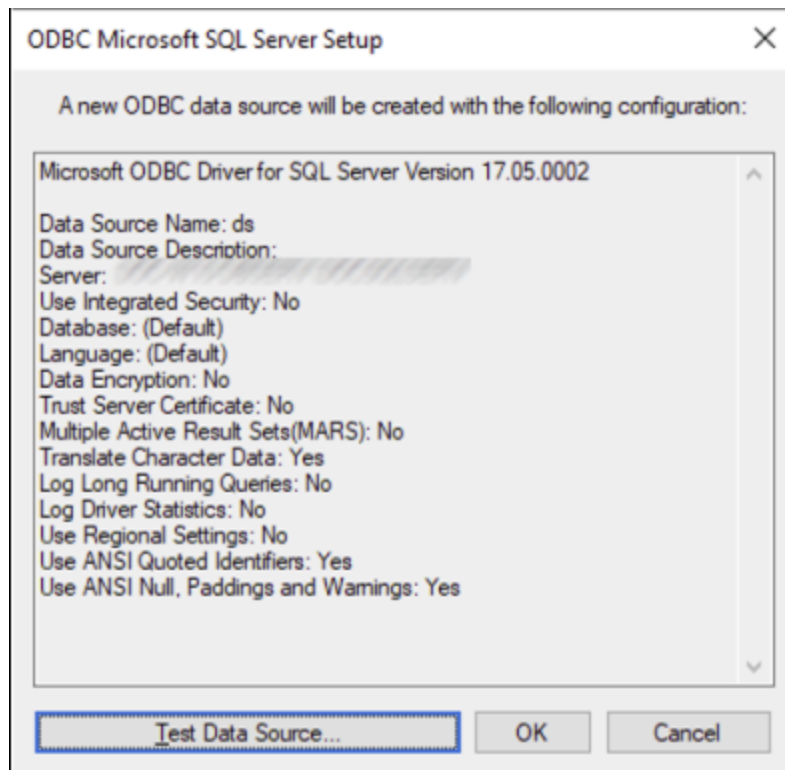 ODBC Microsoft SQL Server Setup
A new ODBC data source will be created with the following configuration:
Microsoft ODBC Driver for SQL Server Version 17.05.0002
Data Source Name: ds
Data Source Description:
Server:
Use Integrated Security: No
Database: (Default)
Language: (Default)
Data Encryption: No
Trust Server Certificate: No
Multiple Active Result Sets(MARS): No
Translate Character Data: Yes
Log Long Running Queries: No
Log Driver Statistics: No
Use Regional Settings: No
Use ANSI Quoted Identifiers: Yes
Use ANSI Null, Paddings and Warnings: Yes
Test Data Source... OK Cancel